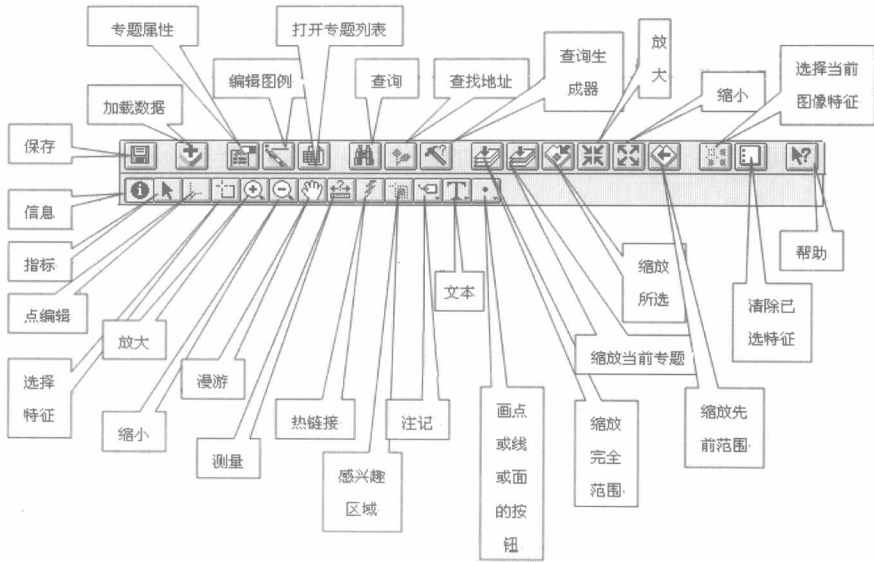 专题属性
打开专题列表
编辑图例
查询
查找地址
查询生
成器
放
大
缩小
选择当前
图像特征
加载数据
保存
信息
指标
点编辑
选择
特征
放大
缩小
漫游
测量
热链接
感兴趣
区域
注记
文本
画点
或线
或面
的按
钮
缩放
完全
范围
缩放当前专题
缩放
所选
缩放先
前范围
清除已
选特征
帮助